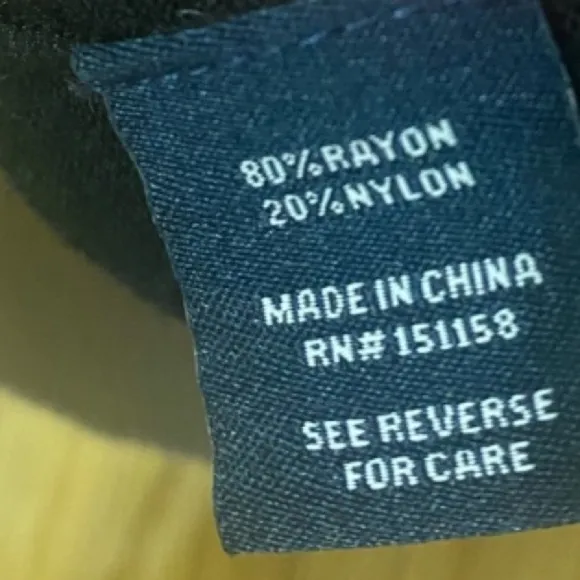 80%RAYON
20%NYLON
MADE IN CHINA
RN#151158
SEE REVERSE
FOR CARE